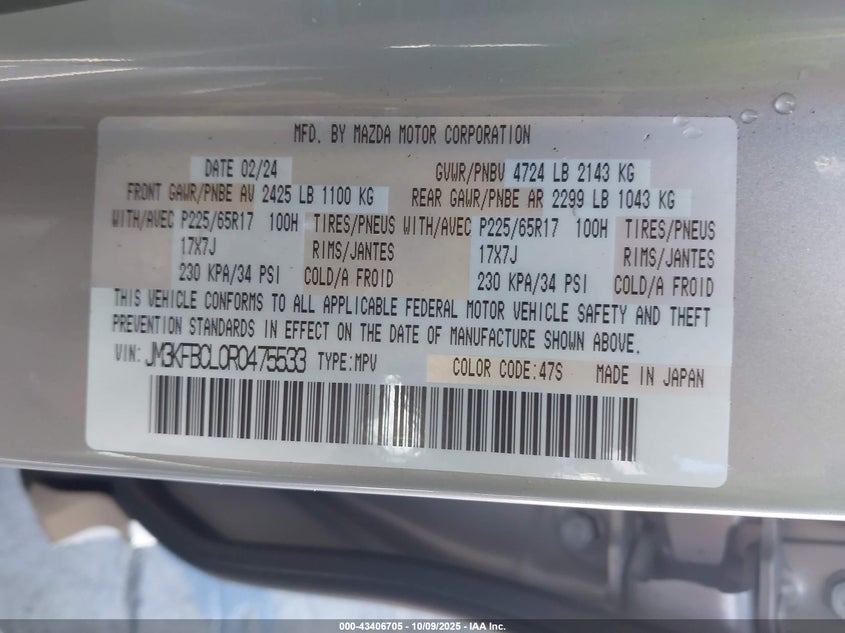 MFD. BY MAZDA MOTOR CORPORATION
DATE 02/24 GVWR/PNBV 4724 LB 2143 KG
FRONT GAWR/PNBE AV 2425 LB 1100 KG REAR GAWR/PNBE AR 2299 LB 1043 KG
WITH/AVEC P225/65R17 100H TIRES/PNEUS WITH/AVEC P225/65R17 100H TIRES/PNEUS
17X7J RIMS/JANTES 17X7J RIMS/JANTES
230 KPA/34 PSI COLD/A FROID 230 KPA/34 PSI COLD/A FROID
THIS VEHICLE CONFORMS TO ALL APPLICABLE FEDERAL MOTOR VEHICLE SAFETY AND THEFT
PREVENTION STANDARDS IN EFFECT ON THE DATE OF MANUFACTURE SHOWN ABOVE.
VIN: JM3KFBCL0R0475533 TYPE:MPV COLOR CODE:47S MADE IN JAPAN
000-43406705 - 10/09/2025 - IAA Inc.